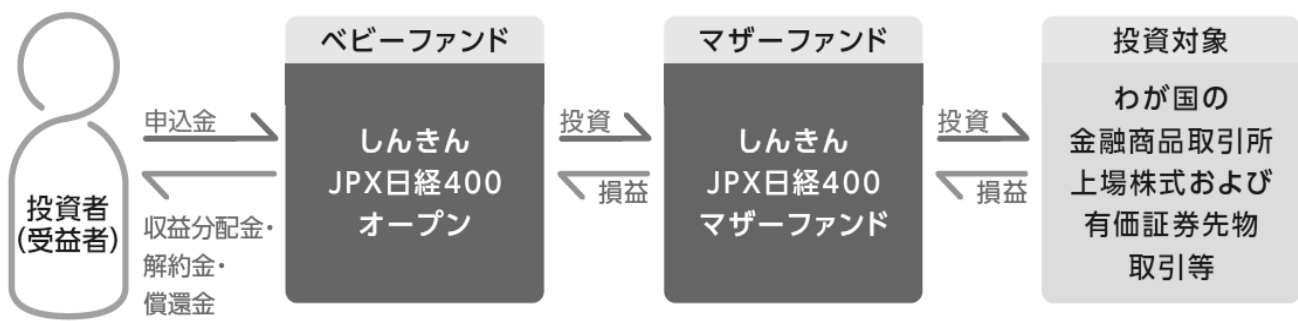 投資者
(受益者)
申込金
収益分配金・
解約金・
償還金
ベビーファンド
しんきん
JPX日経400
オープン
投資
損益
マザーファンド
しんきん
JPX日経400
マザーファンド
投資
損益
投資対象
わが国の
金融商品取引所
上場株式および
有価証券先物
取引等